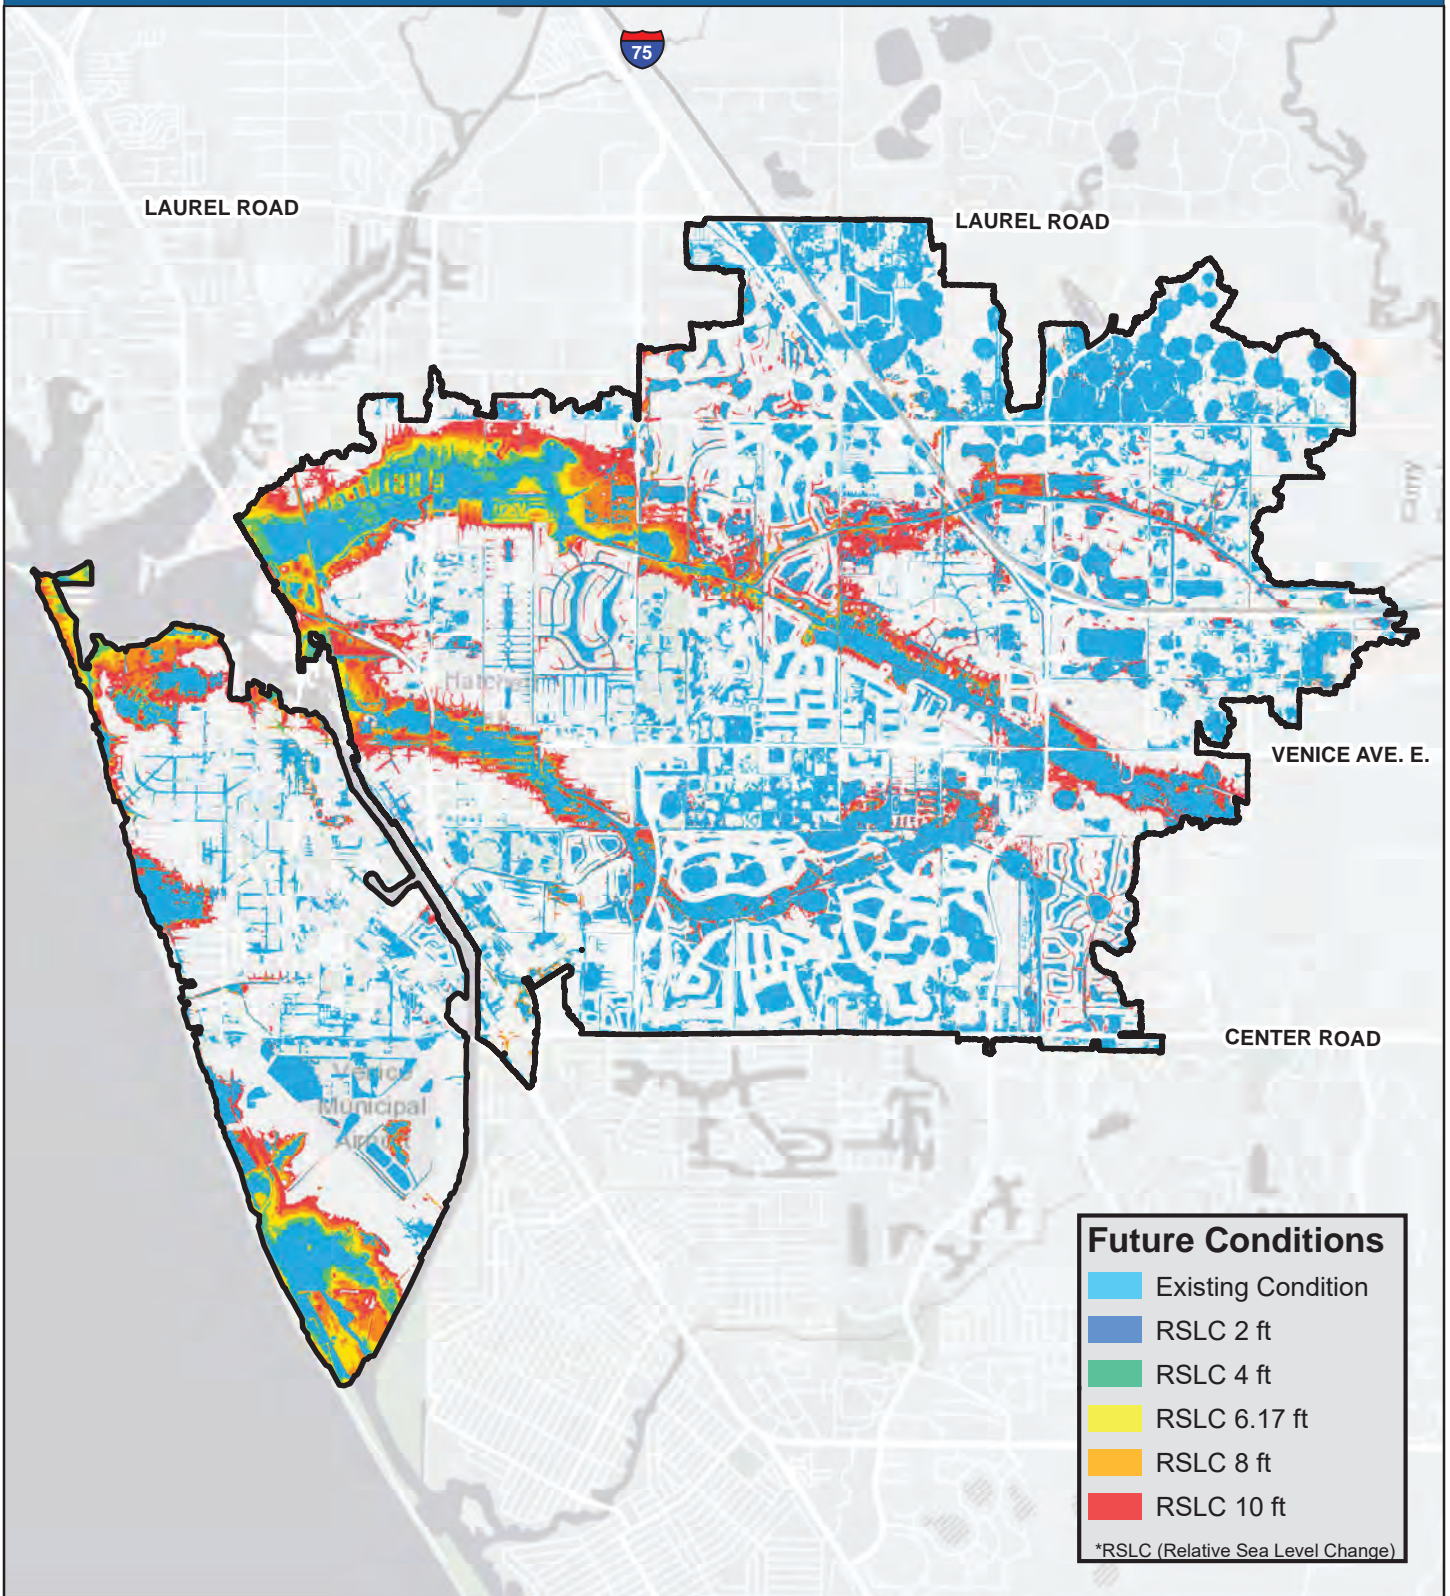 75
LAUREL ROAD
LAUREL ROAD
VENICE AVE. E.
CENTER ROAD
Venice
Municipal
Airport
Future Conditions
Existing Condition
RSLC 2 ft
RSLC 4 ft
RSLC 6.17 ft
RSLC 8 ft
RSLC 10 ft
*RSLC (Relative Sea Level Change)